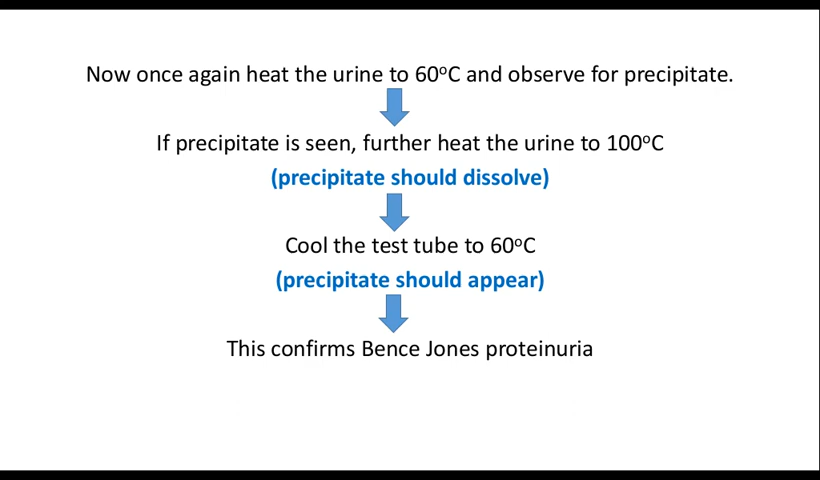 Now once again heat the urine to 60ºC and observe for precipitate.
If precipitate is seen, further heat the urine to 100ºC
(precipitate should dissolve)
Cool the test tube to 60ºC
(precipitate should appear)
This confirms Bence Jones proteinuria